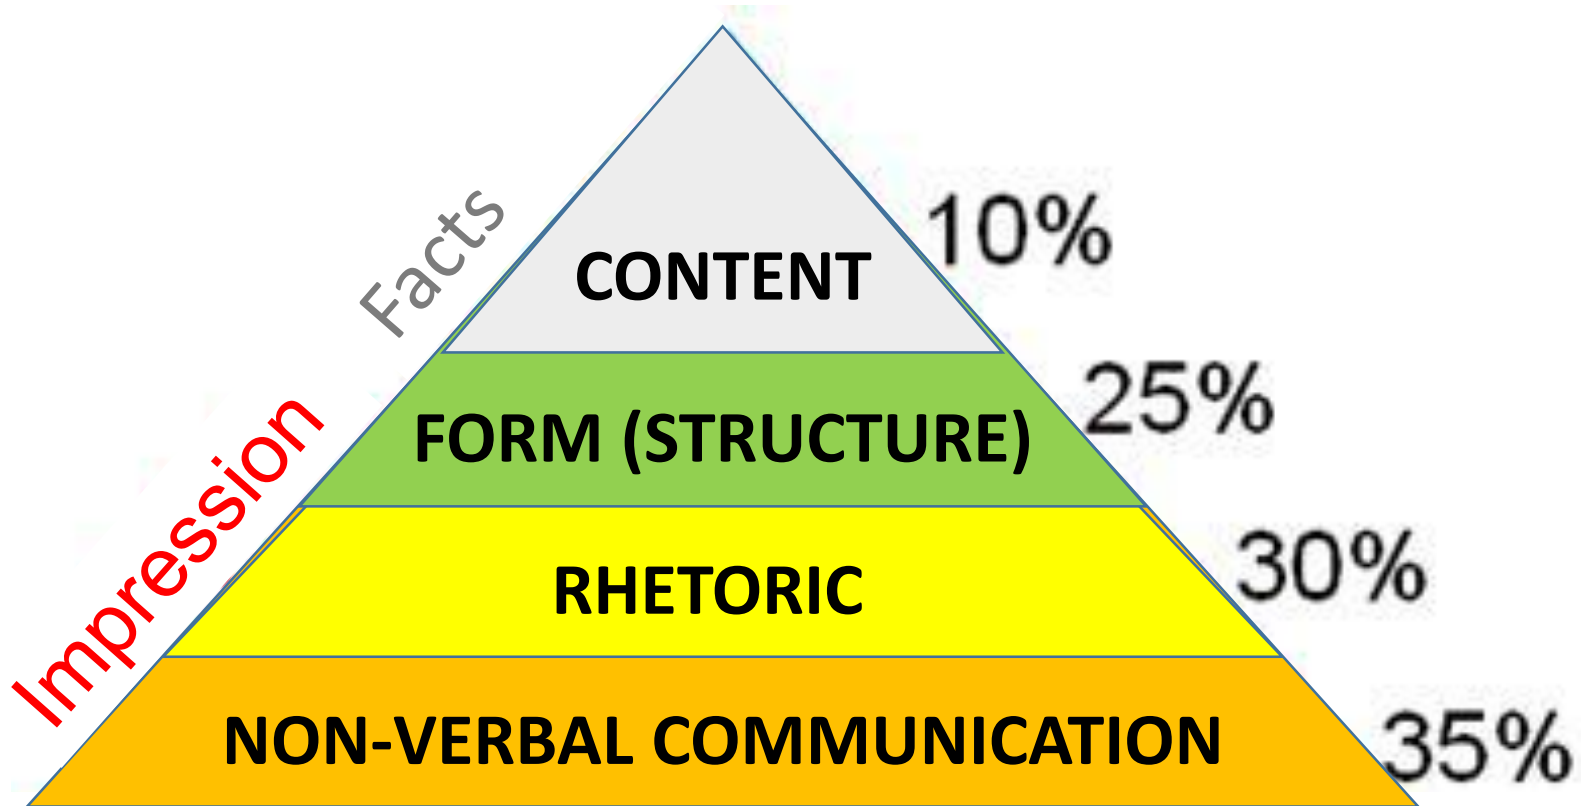 Facts
CONTENT
10%
Impression
FORM (STRUCTURE)
25%
RHETORIC
30%
NON-VERBAL COMMUNICATION
35%